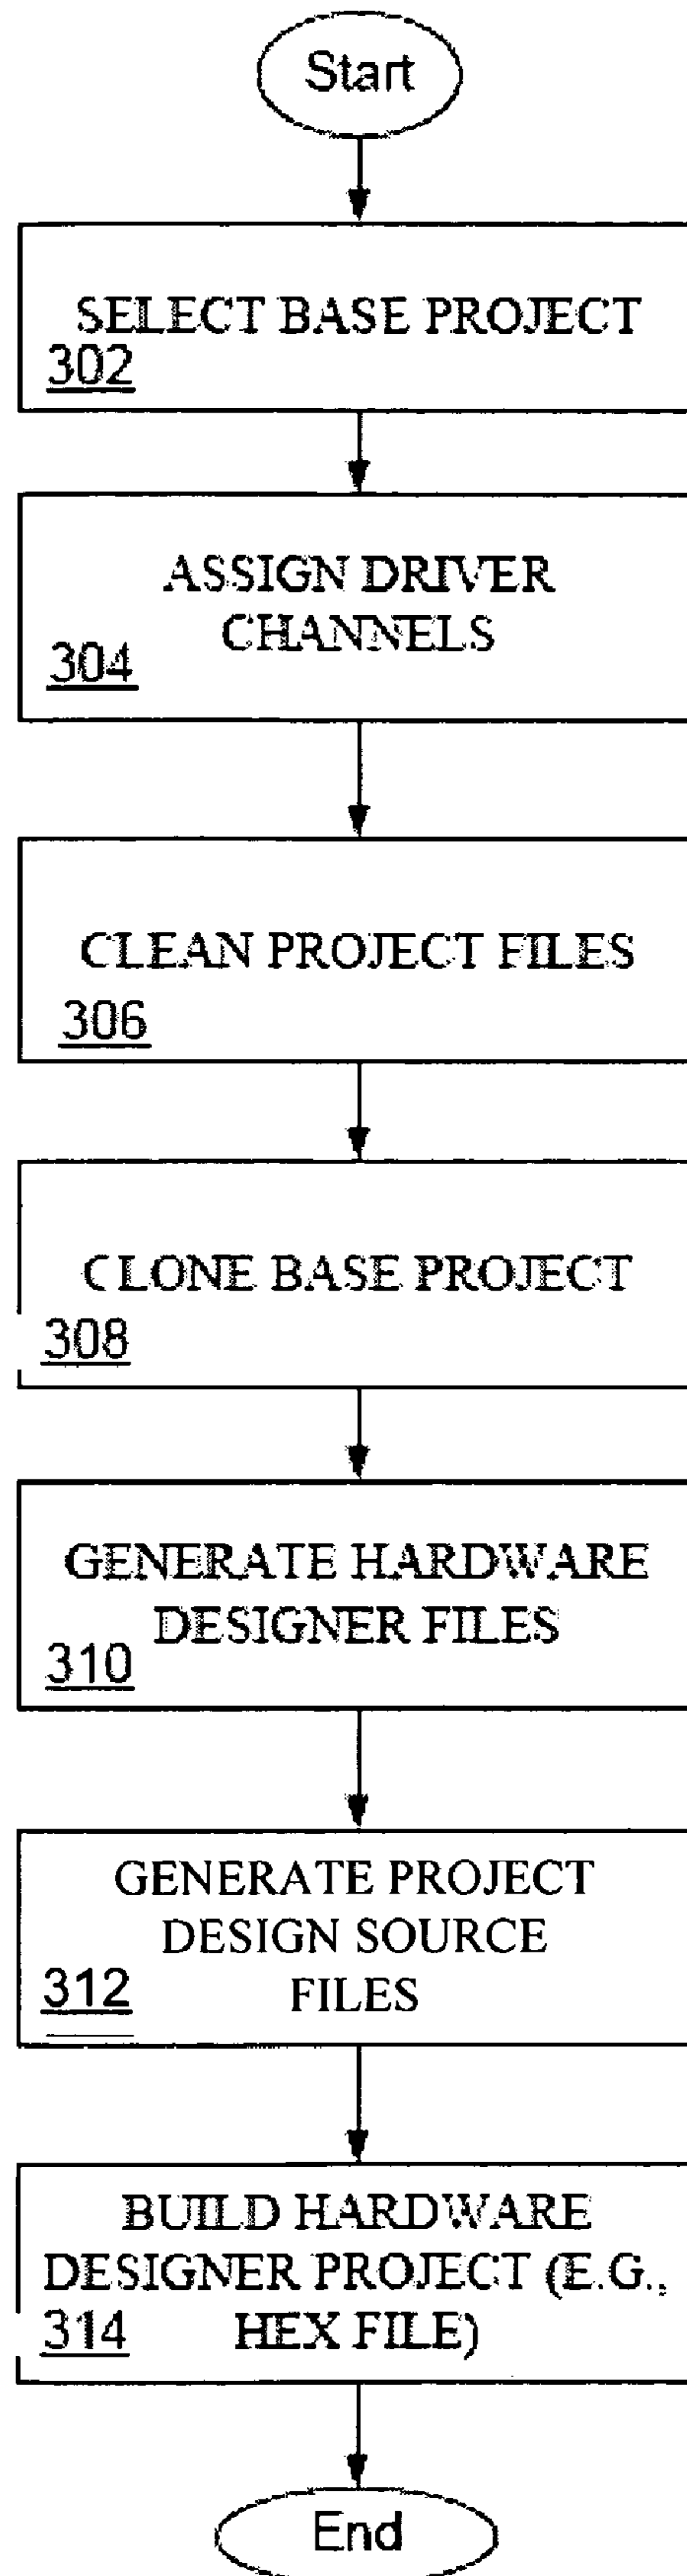 Start
SELECT BASE PROJECT
302
ASSIGN DRIVER
CHANNELS
304
CLEAN PROJECT FILES
306
CLONE BASE PROJECT
308
GENERATE HARDWARE
DESIGNER FILES
310
GENERATE PROJECT
DESIGN SOURCE
FILES
312
BUILD HARDWARE
DESIGNER PROJECT (E.G.,
HEX FILE)
314
End